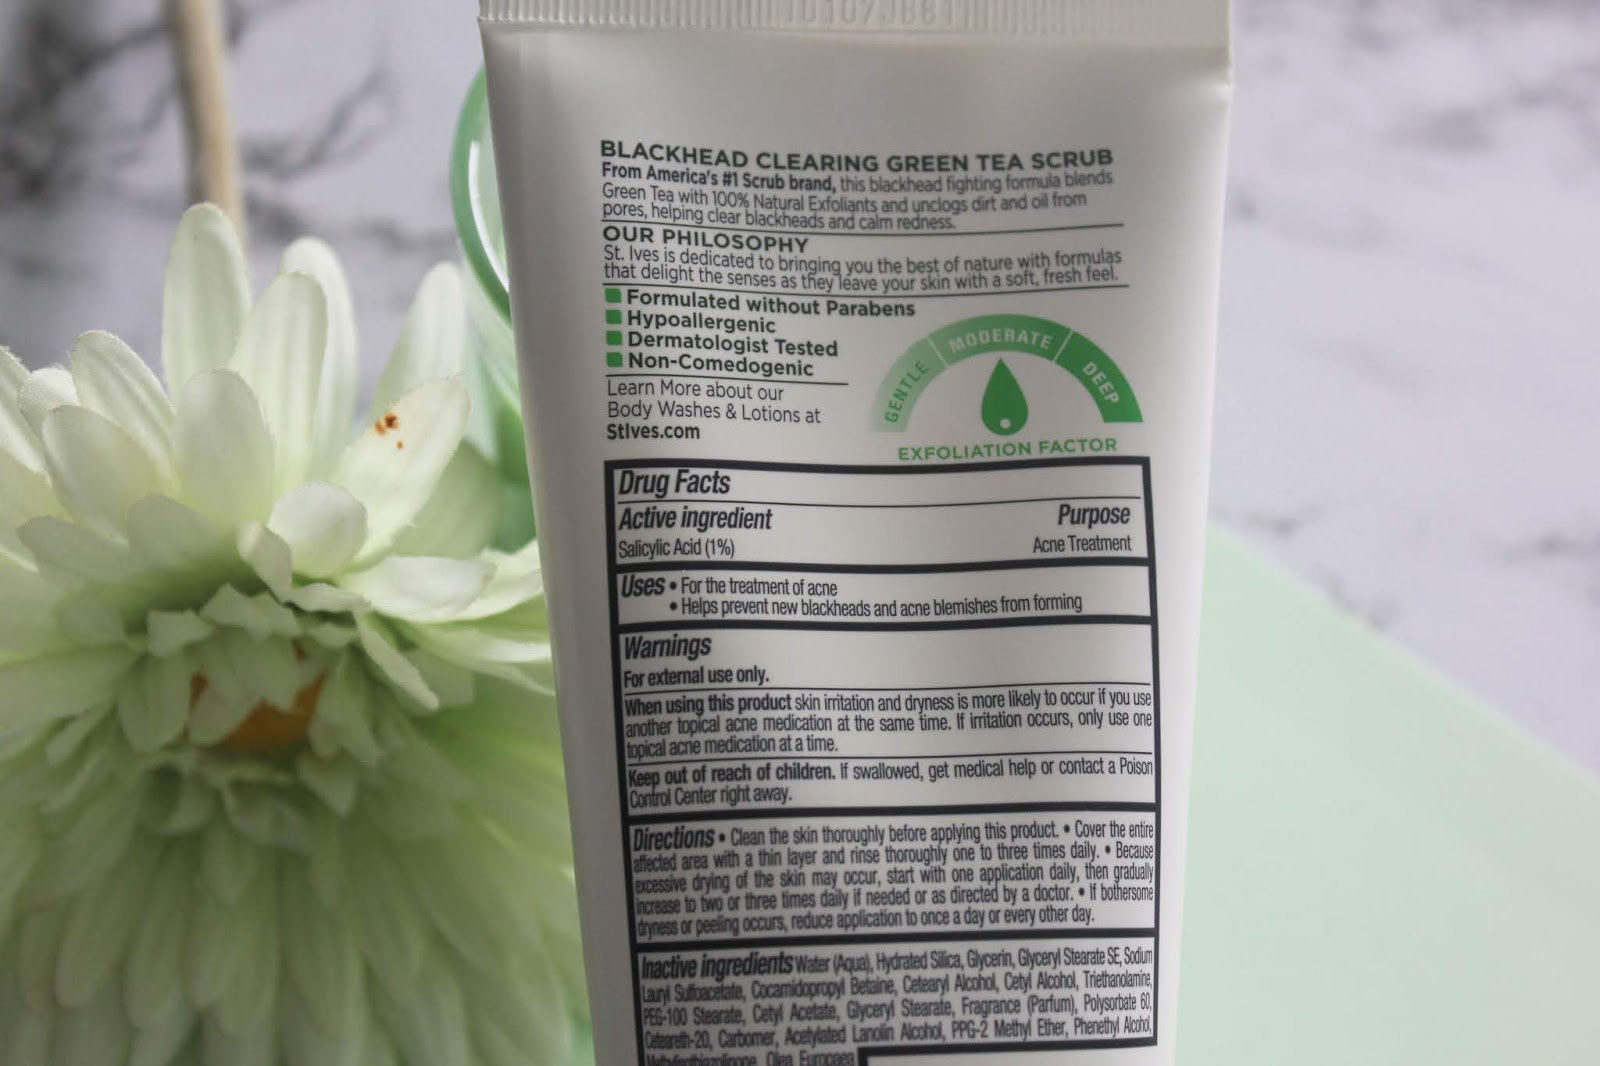 BLACKHEAD CLEARING GREEN TEA SCRUB
From America's #1 Scrub brand, this blackhead fighting formula blends
Green Tea with 100% Natural Exfoliants and unclogs dirt and oil from
pores, helping clear blackheads and calm redness.
OUR PHILOSOPHY
St. Ives is dedicated to bringing you the best of nature with formulas
that delight the senses as they leave your skin with a soft, fresh feel.
Formulated without Parabens
Hypoallergenic
Dermatologist Tested
Non-Comedogenic
Learn More about our
Body Washes & Lotions at
StIves.com
GENTLE MODERATE DEEP
EXFOLIATION FACTOR
Drug Facts
Active ingredient Purpose
Salicylic Acid (1%) Acne Treatment
Uses • For the treatment of acne
• Helps prevent new blackheads and acne blemishes from forming
Warnings
For external use only.
When using this product skin irritation and dryness is more likely to occur if you use
another topical acne medication at the same time. If irritation occurs, only use one
topical acne medication at a time.
Keep out of reach of children. If swallowed, get medical help or contact a Poison
Control Center right away.
Directions • Clean the skin thoroughly before applying this product. • Cover the entire
affected area with a thin layer and rinse thoroughly one to three times daily. • Because
excessive drying of the skin may occur, start with one application daily, then gradually
increase to two or three times daily if needed or as directed by a doctor. • If bothersome
dryness or peeling occurs, reduce application to once a day or every other day.
Inactive ingredients Water (Aqua), Hydrated Silica, Glycerin, Glyceryl Stearate SE, Sodium
Lauryl Sulfoacetate, Cocamidopropyl Betaine, Cetearyl Alcohol, Cetyl Alcohol, Triethanolamine,
PEG-100 Stearate, Cetyl Acetate, Glyceryl Stearate, Fragrance (Parfum), Polysorbate 60,
Ceteareth-20, Carbomer, Acetylated Lanolin Alcohol, PPG-2 Methyl Ether, Phenethyl Alcohol,
Methylisothiazolinone, Olea Europaea